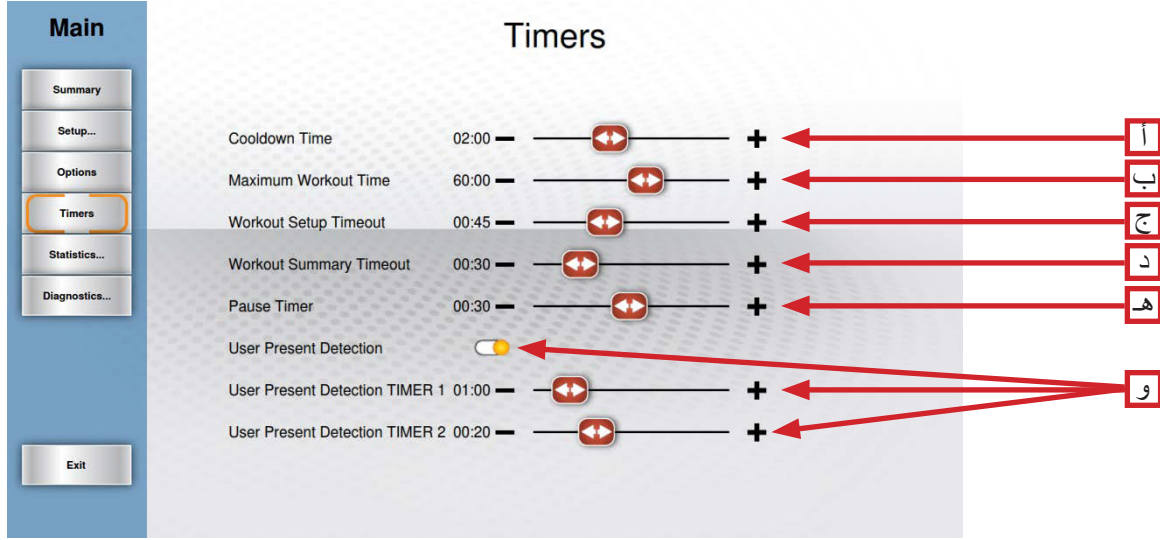 Main
Summary
Setup...
Options
Timers
Statistics...
Diagnostics...
Exit
Timers
Cooldown Time 02:00
Maximum Workout Time 60:00
Workout Setup Timeout 00:45
Workout Summary Timeout 00:30
Pause Timer 00:30
User Present Detection
User Present Detection TIMER 1 01:00
User Present Detection TIMER 2 00:20
أ
ب
ج
د
هـ
و